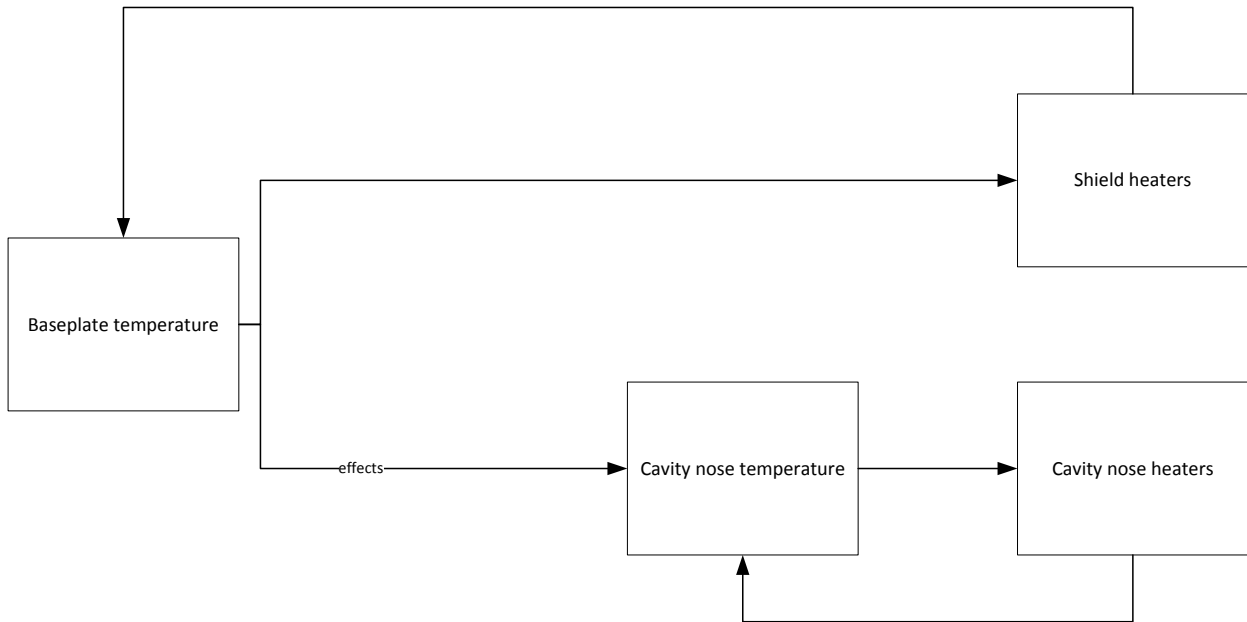 Shield heaters
Baseplate temperature
effects
Cavity nose temperature
Cavity nose heaters